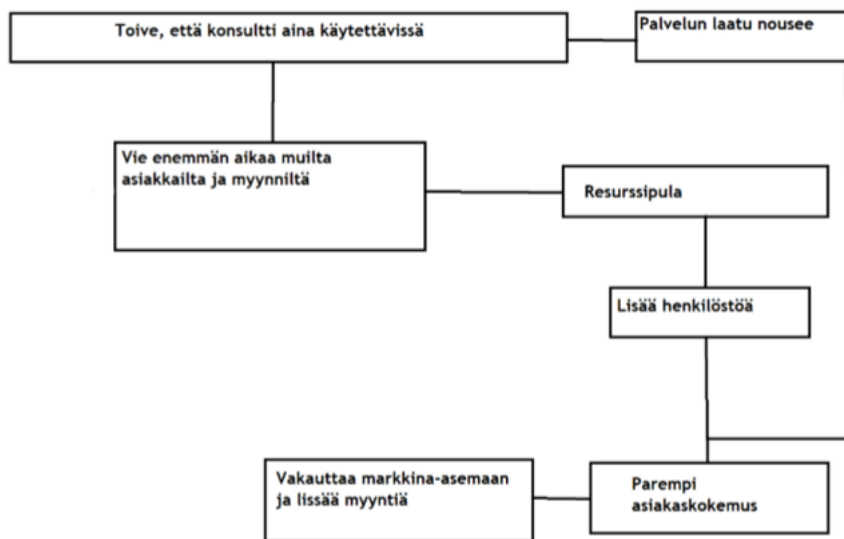 Toive, että konsultti aina käytettävissä
Palvelun laatu nousee
Vie enemmän aikaa muilta
asiakkailta ja myynniltä
Resurssipula
Lisää henkilöstöä
Vakauttaa markkina-asemaan
ja lissää myyntiä
Parempi
asiakaskokemus